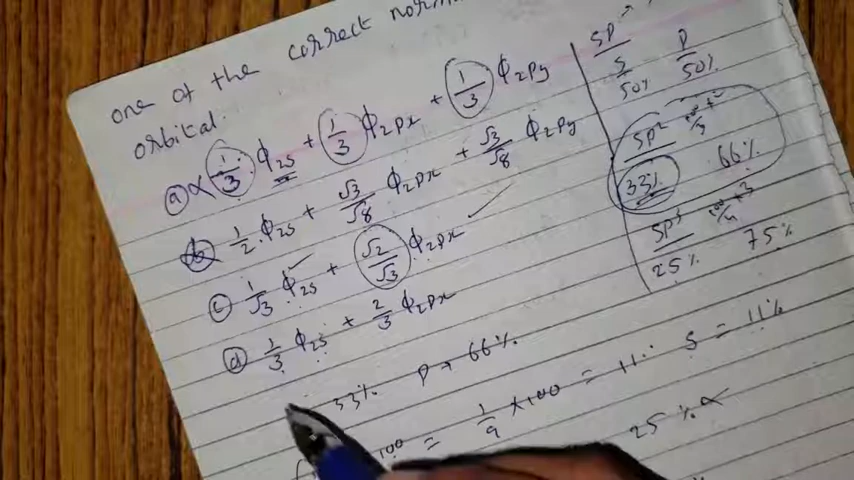 one of the correct
orbital.
(a) 1/3 ϕ2s + 1/3 ϕ2px + 1/3 ϕ2py
(b) 1/2 ϕ2s + √3/√8 ϕ2px + √3/√8 ϕ2py
(c) 1/√3 ϕ2s + √2/√3 ϕ2px
(d) 1/3 ϕ2s + 2/3 ϕ2px
33% P → 66%
100 = 1/9 × 100 = 11 S = 11%
25%
SP
S P
50% 50%
SP²
33% 66%
SP³
25% 75%